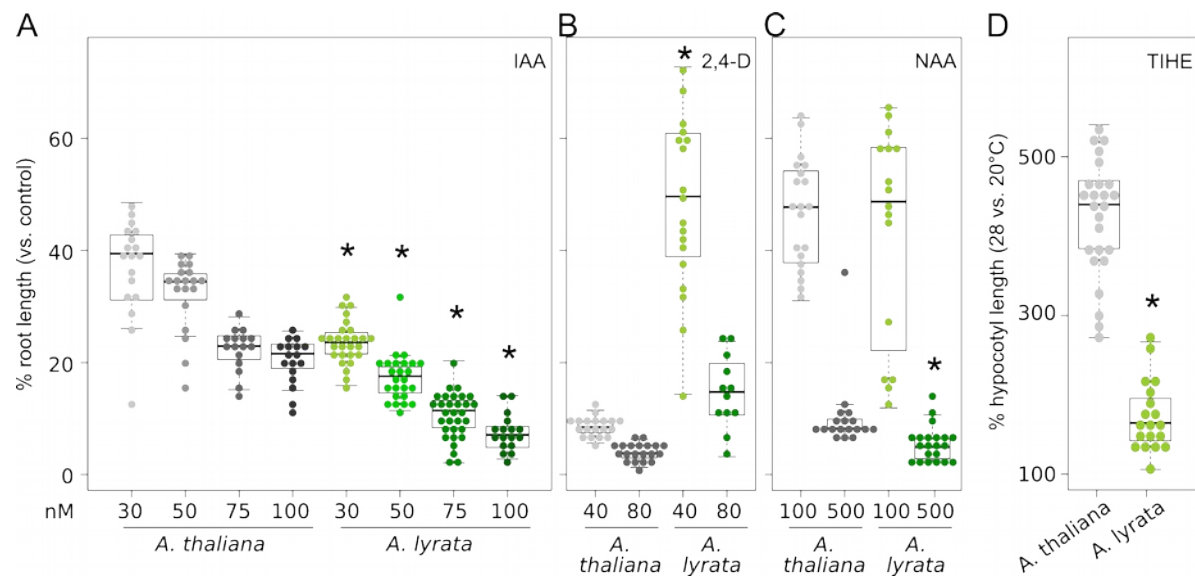 A
B
C
D
IAA
2,4-D
NAA
TIHE
% root length (vs. control)
60
40
20
0
% hypocotyl length (28 vs. 20°C)
500
300
100
*
*
*
*
*
*
*
nM
30
50
75
100
30
50
75
100
40
80
40
80
100
500
100
500
A. thaliana
A. lyrata
A.
thaliana
A.
lyrata
A.
thaliana
A.
lyrata
A. thaliana
A. lyrata